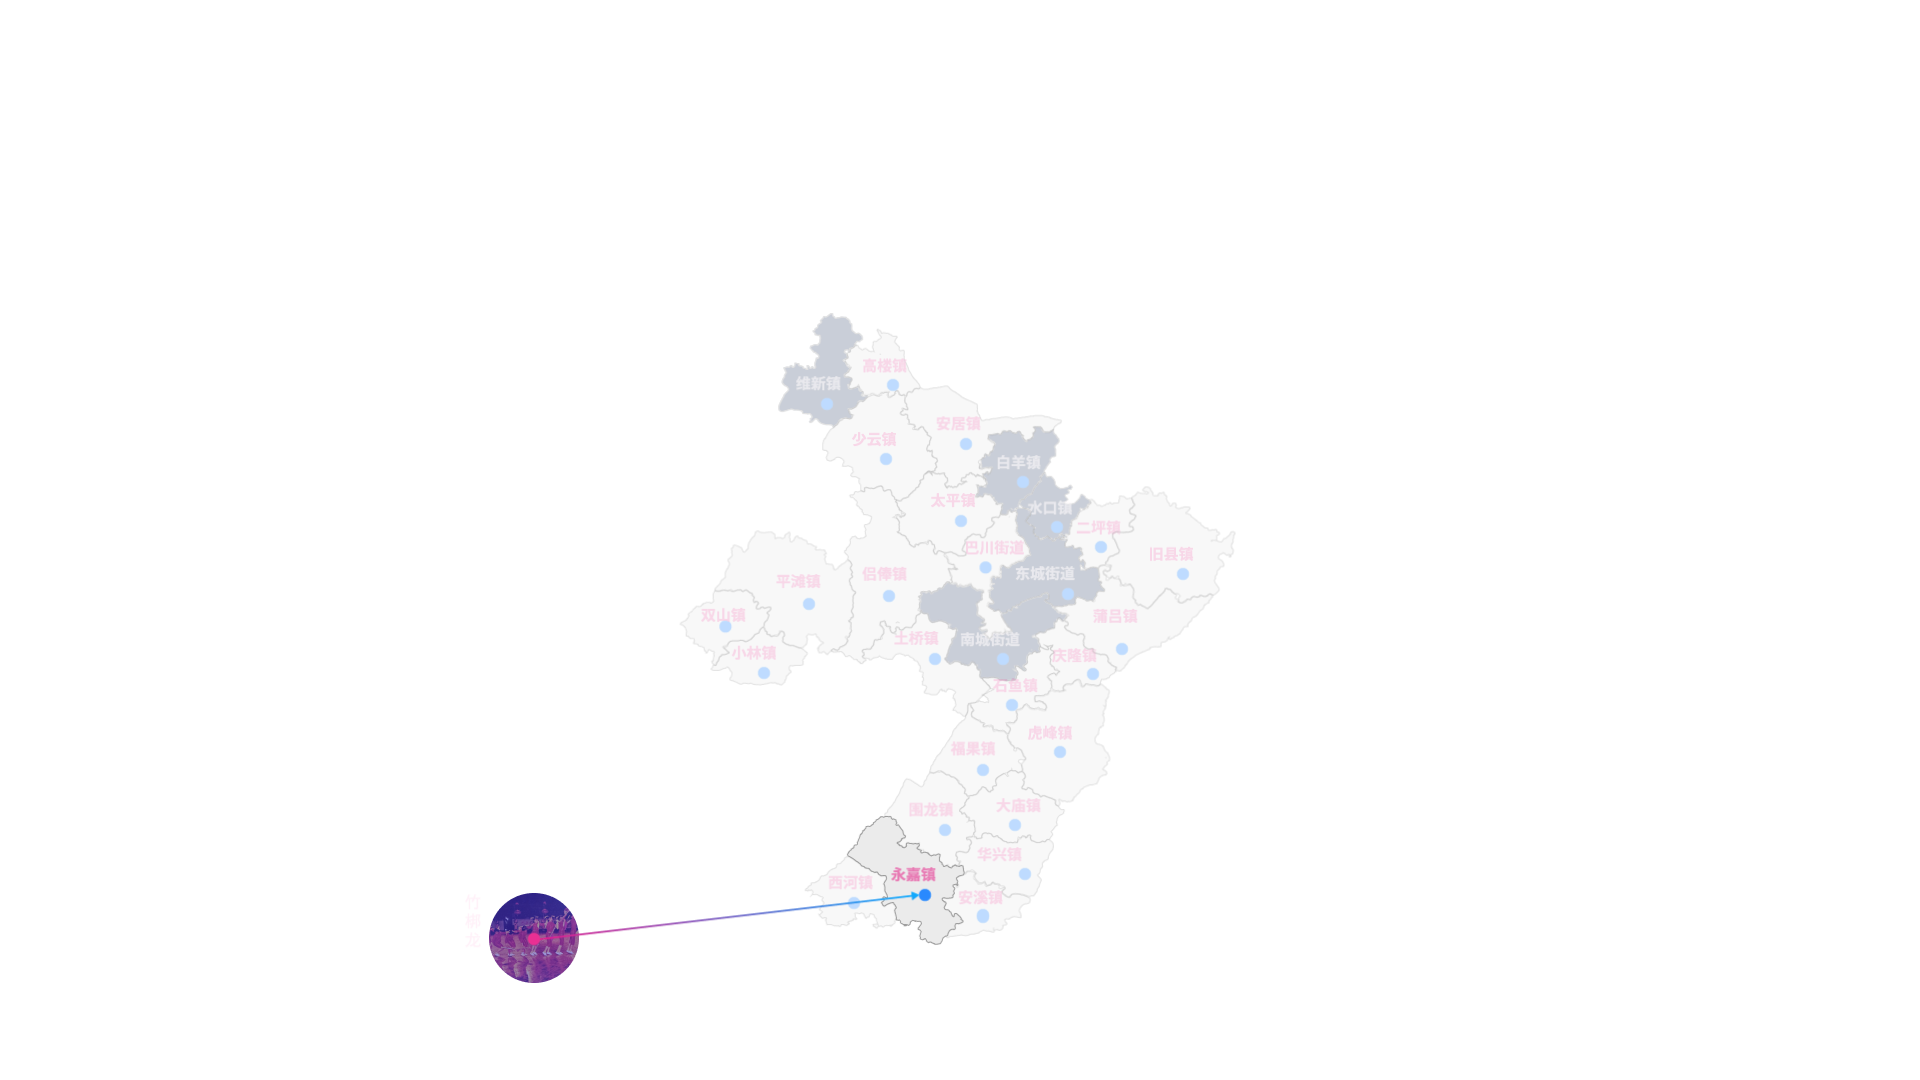 高楼镇
维新镇
安居镇
少云镇
白羊镇
太平镇
水口镇
二坪镇
巴川街道
旧县镇
东城街道
侣俸镇
平滩镇
双山镇
蒲吕镇
土桥镇
南城街道
小林镇
庆隆镇
石鱼镇
虎峰镇
福果镇
大庙镇
围龙镇
华兴镇
永嘉镇
西河镇
安溪镇